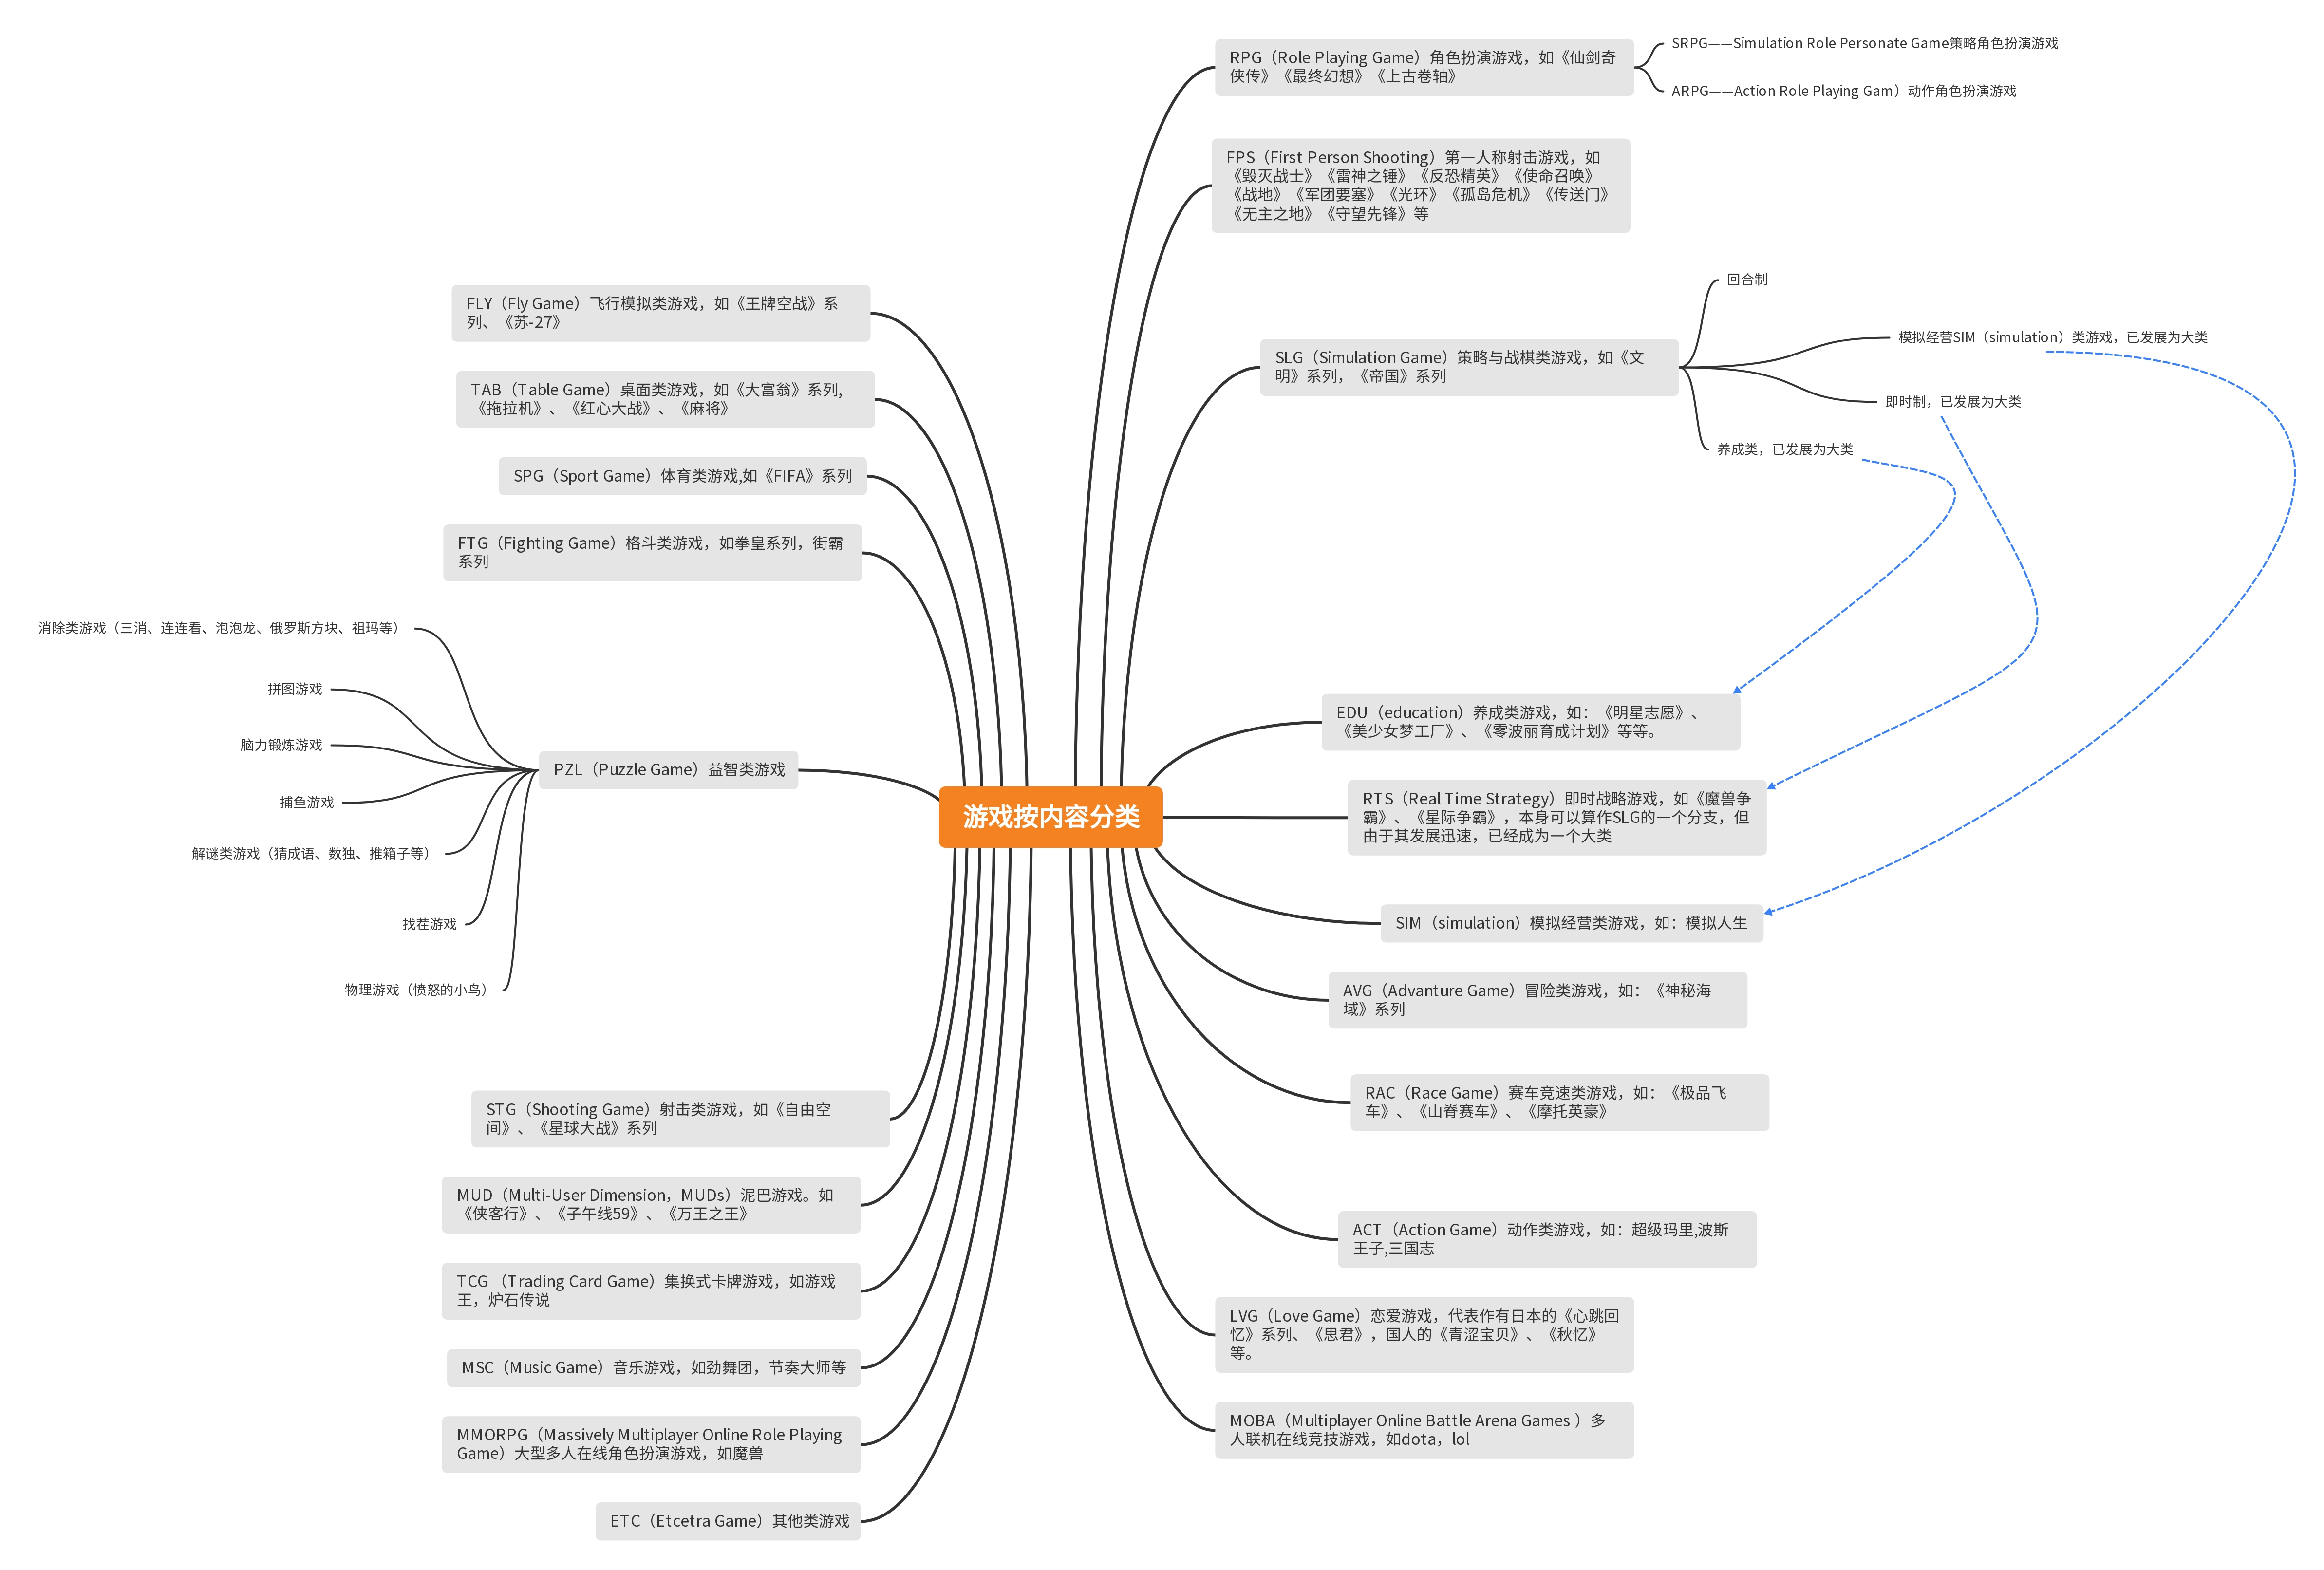 游戏按内容分类
RPG（Role Playing Game）角色扮演游戏，如《仙剑奇
侠传》《最终幻想》《上古卷轴》
SRPG——Simulation Role Personate Game策略角色扮演游戏
ARPG——Action Role Playing Gam）动作角色扮演游戏
FPS（First Person Shooting）第一人称射击游戏，如
《毁灭战士》《雷神之锤》《反恐精英》《使命召唤》
《战地》《军团要塞》《光环》《孤岛危机》《传送门》
《无主之地》《守望先锋》等
SLG（Simulation Game）策略与战棋类游戏，如《文
明》系列，《帝国》系列
回合制
模拟经营SIM（simulation）类游戏，已发展为大类
即时制，已发展为大类
养成类，已发展为大类
EDU（education）养成类游戏，如：《明星志愿》、
《美少女梦工厂》、《零波丽育成计划》等等。
RTS（Real Time Strategy）即时战略游戏，如《魔兽争
霸》、《星际争霸》，本身可以算作SLG的一个分支，但
由于其发展迅速，已经成为一个大类
SIM（simulation）模拟经营类游戏，如：模拟人生
AVG（Advanture Game）冒险类游戏，如：《神秘海
域》系列
RAC（Race Game）赛车竞速类游戏，如：《极品飞
车》、《山脊赛车》、《摩托英豪》
ACT（Action Game）动作类游戏，如：超级玛里,波斯
王子,三国志
LVG（Love Game）恋爱游戏，代表作有日本的《心跳回
忆》系列、《思君》，国人的《青涩宝贝》、《秋忆》
等。
MOBA（Multiplayer Online Battle Arena Games ）多
人联机在线竞技游戏，如dota，lol
FLY（Fly Game）飞行模拟类游戏，如《王牌空战》系
列、《苏-27》
TAB（Table Game）桌面类游戏，如《大富翁》系列,
《拖拉机》、《红心大战》、《麻将》
SPG（Sport Game）体育类游戏,如《FIFA》系列
FTG（Fighting Game）格斗类游戏，如拳皇系列，街霸
系列
PZL（Puzzle Game）益智类游戏
消除类游戏（三消、连连看、泡泡龙、俄罗斯方块、祖玛等）
拼图游戏
脑力锻炼游戏
捕鱼游戏
解谜类游戏（猜成语、数独、推箱子等）
找茬游戏
物理游戏（愤怒的小鸟）
STG（Shooting Game）射击类游戏，如《自由空
间》、《星球大战》系列
MUD（Multi-User Dimension，MUDs）泥巴游戏。如
《侠客行》、《子午线59》、《万王之王》
TCG （Trading Card Game）集换式卡牌游戏，如游戏
王，炉石传说
MSC（Music Game）音乐游戏，如劲舞团，节奏大师等
MMORPG（Massively Multiplayer Online Role Playing
Game）大型多人在线角色扮演游戏，如魔兽
ETC（Etcetra Game）其他类游戏